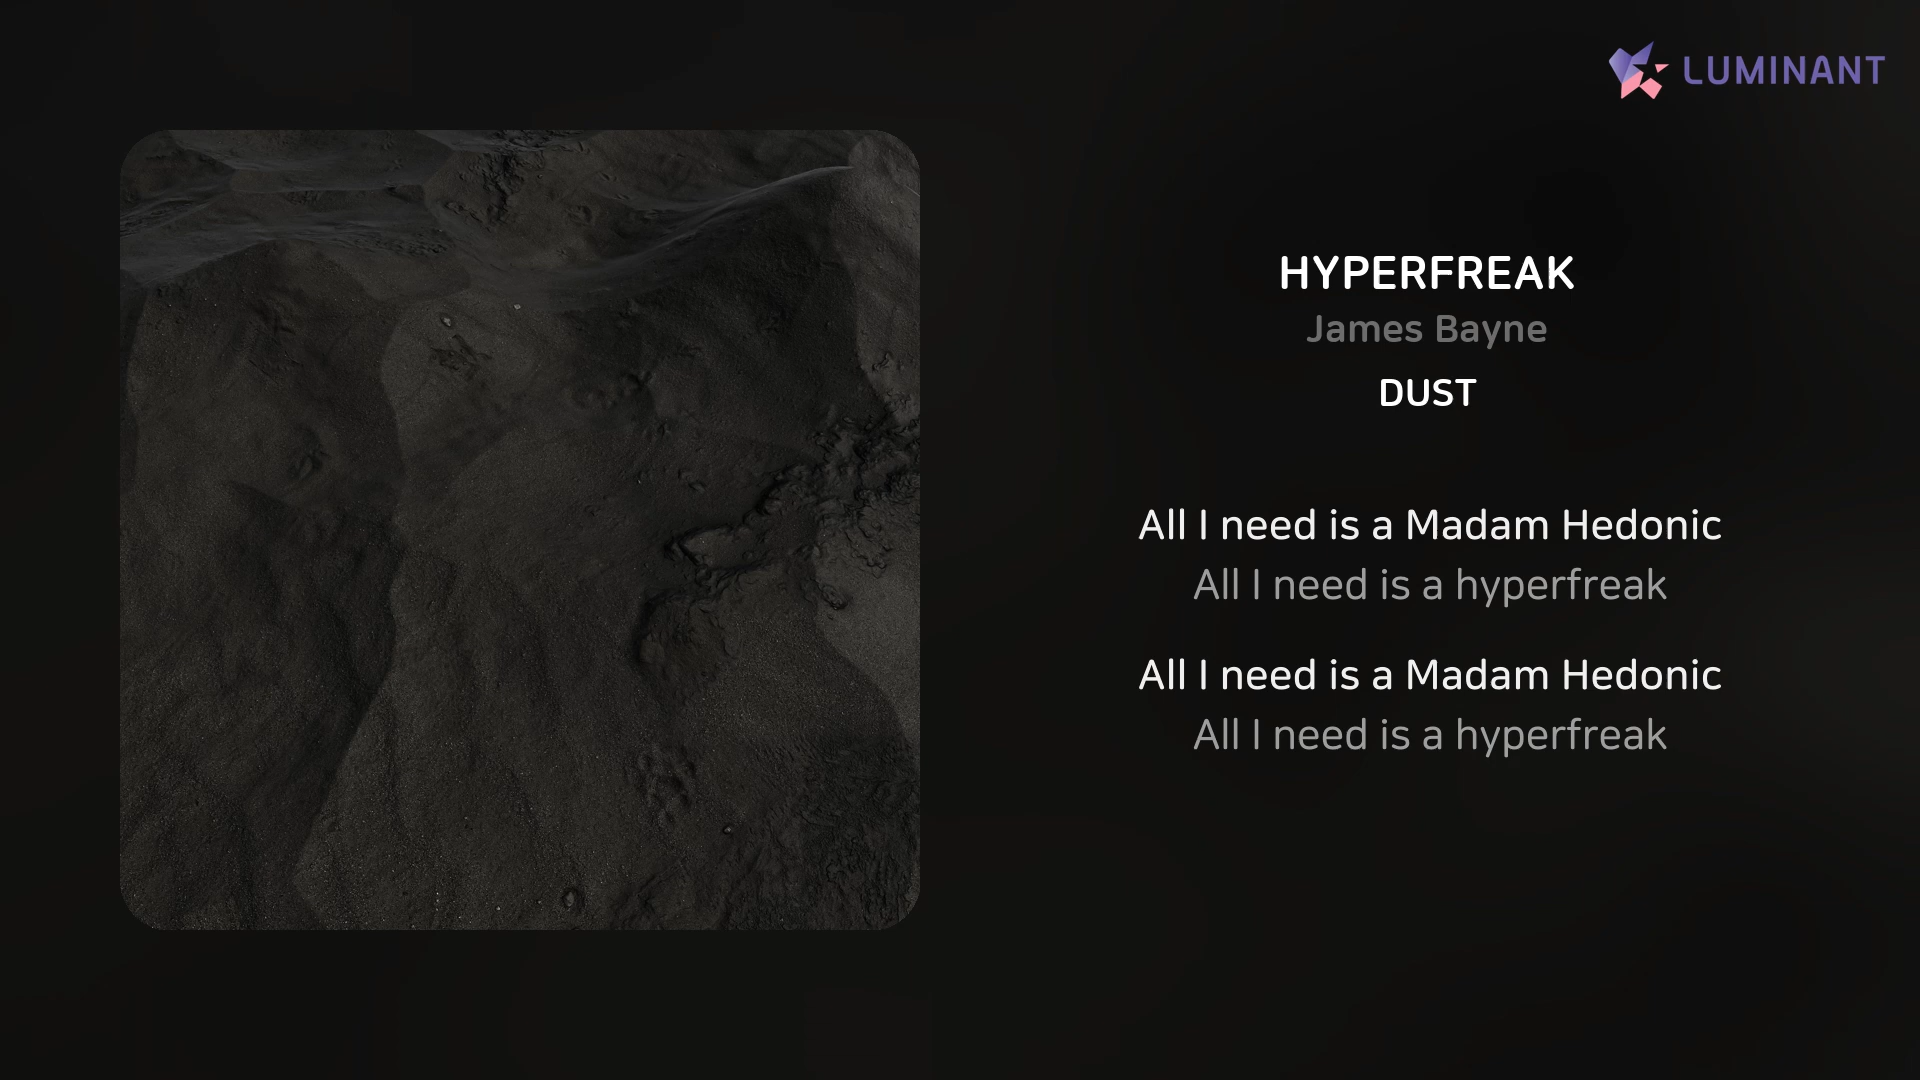 LUMINANT
HYPERFREAK
James Bayne
DUST
All I need is a Madam Hedonic
All I need is a hyperfreak
All I need is a Madam Hedonic
All I need is a hyperfreak